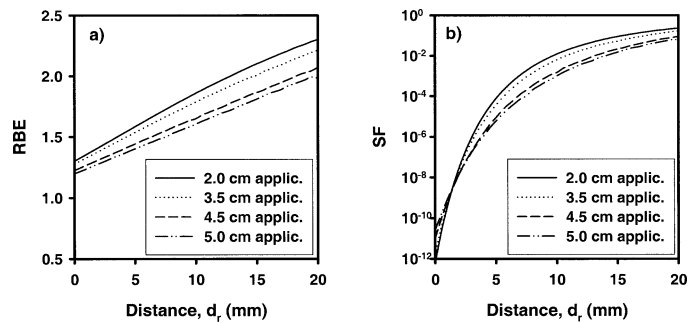 a)
RBE
2.5
2.0
1.5
1.0
0.5
2.0 cm applic.
3.5 cm applic.
4.5 cm applic.
5.0 cm applic.
0 5 10 15 20
Distance, dr (mm)
b)
SF
10⁰
10⁻²
10⁻⁴
10⁻⁶
10⁻⁸
10⁻¹⁰
10⁻¹²
2.0 cm applic.
3.5 cm applic.
4.5 cm applic.
5.0 cm applic.
0 5 10 15 20
Distance, dr (mm)